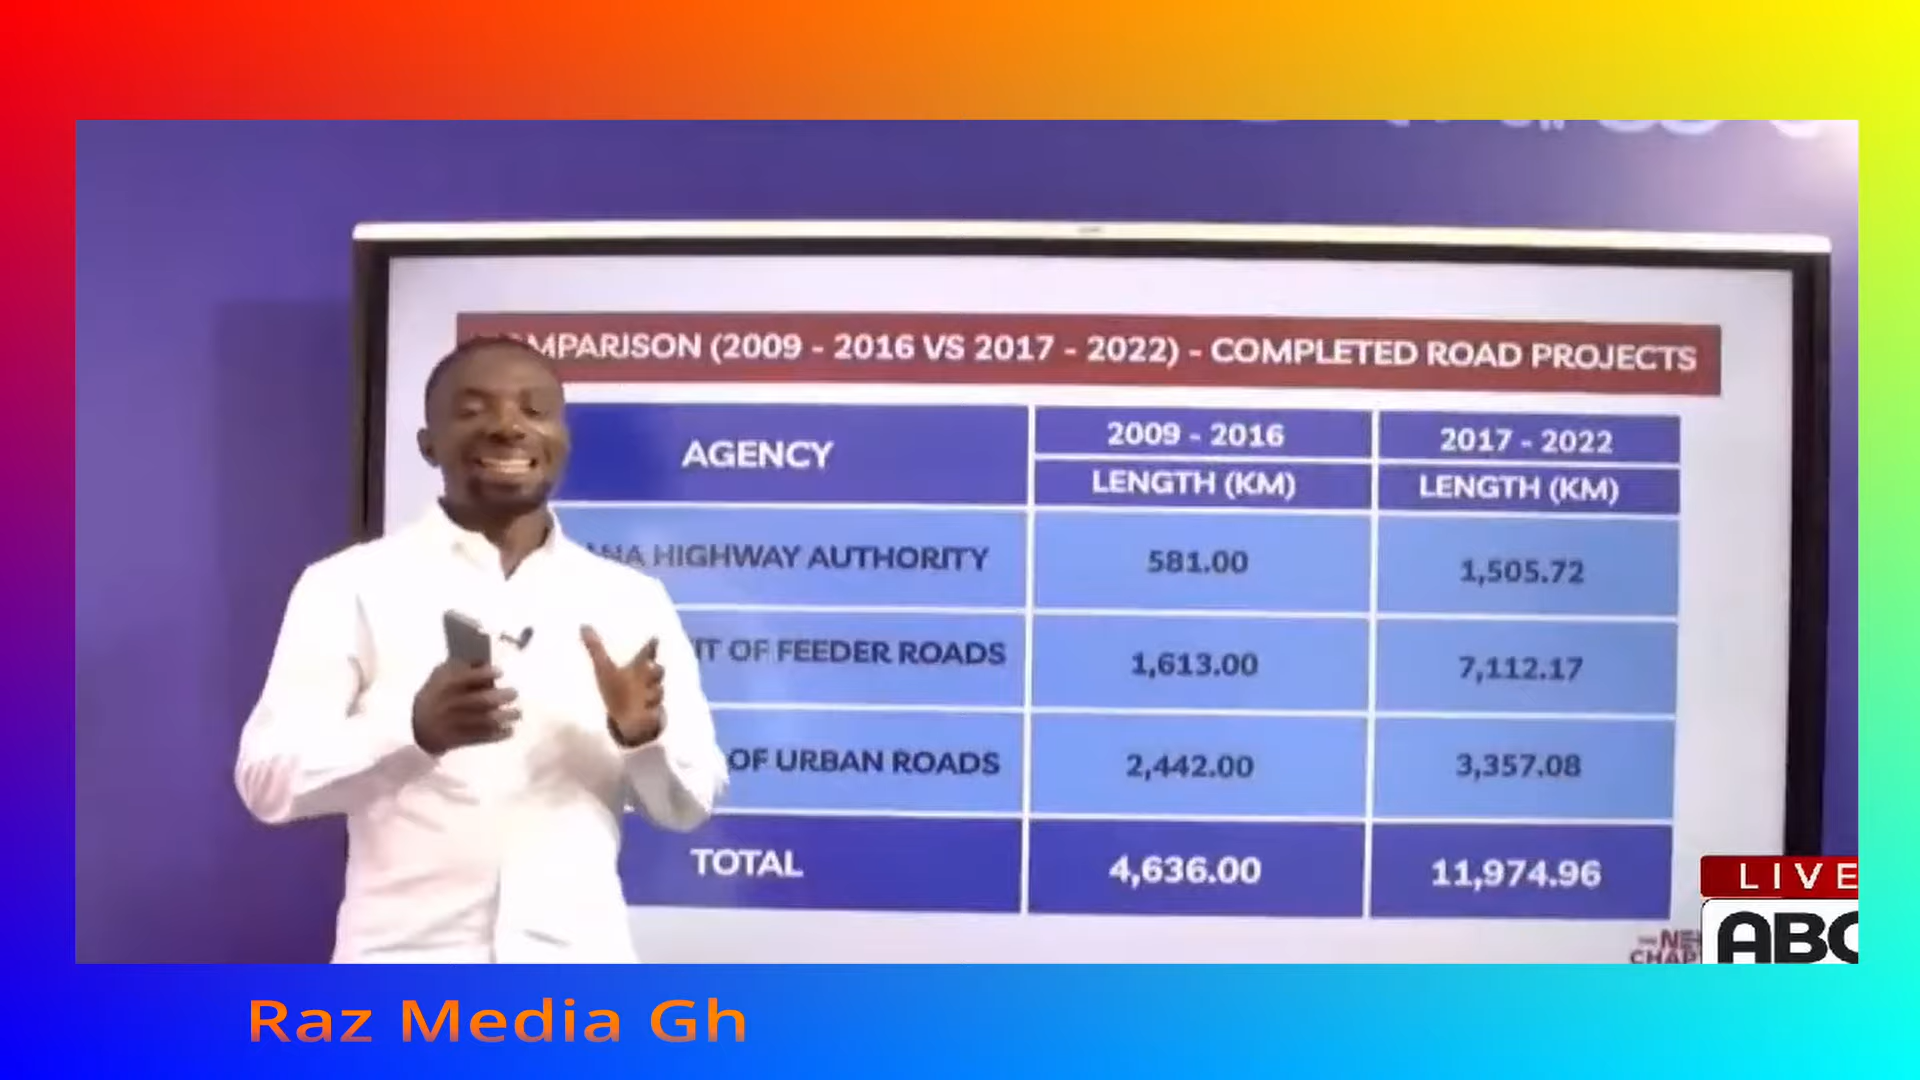 COMPARISON (2009 - 2016 VS 2017 - 2022) - COMPLETED ROAD PROJECTS
AGENCY
2009 - 2016
2017 - 2022
LENGTH (KM)
LENGTH (KM)
HIGHWAY AUTHORITY
581.00
1,505.72
OF FEEDER ROADS
1,613.00
7,112.17
OF URBAN ROADS
2,442.00
3,357.08
TOTAL
4,636.00
11,974.96
LIVE
ABC
Raz Media Gh